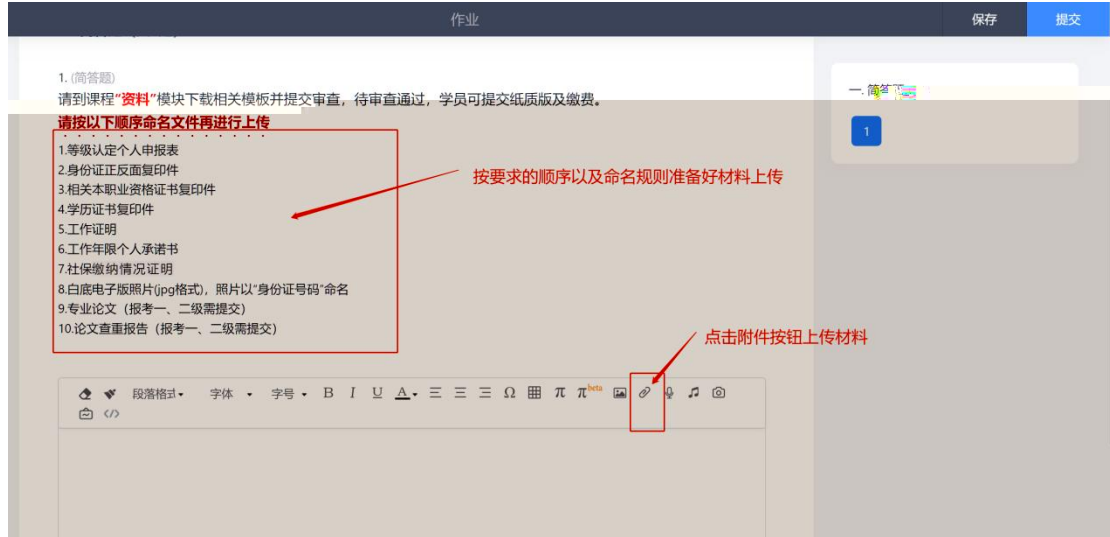 作业
保存
提交
1. (简答题)
请到课程"资料"模块下载相关模板并提交审查，待审查通过，学员可提交纸质版及缴费。
请按以下顺序命名文件再进行上传
1.等级认定个人申报表
2.身份证正反面复印件
3.相关本职业资格证书复印件
4.学历证书复印件
5.工作证明
6.工作年限个人承诺书
7.社保缴纳情况证明
8.白底电子版照片(jpg格式)，照片以"身份证号码"命名
9.专业论文（报考一、二级需提交）
10.论文查重报告（报考一、二级需提交）
按要求的顺序以及命名规则准备好材料上传
一. 简答
1
点击附件按钮上传材料
段落格式 字体 字号 B I U A Ω π π beta